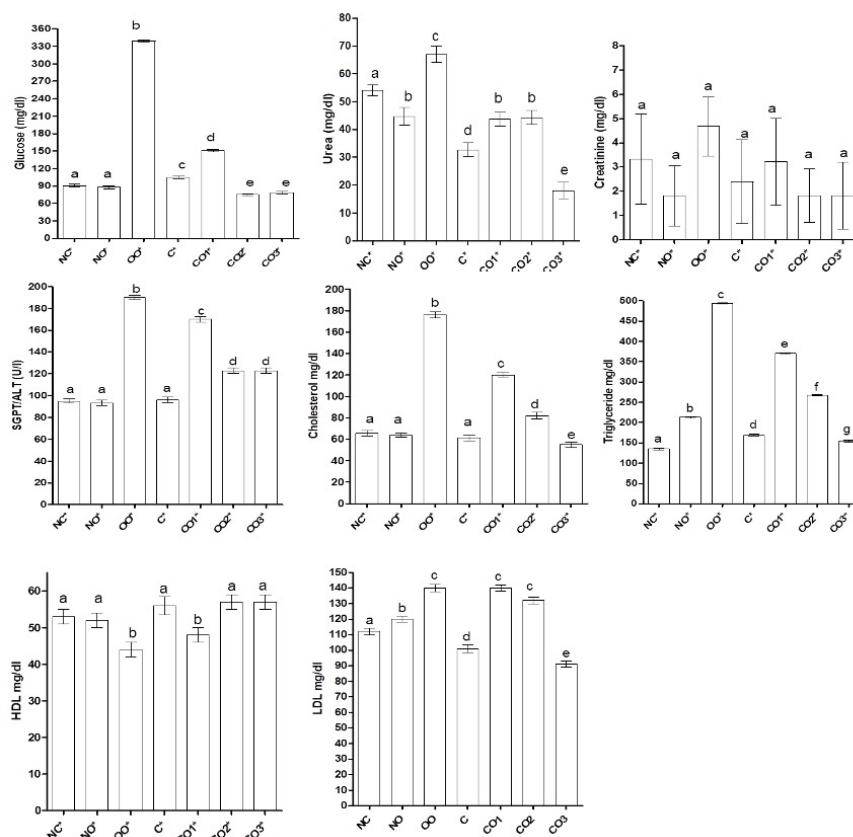 Glucose (mg/dl)
360
330
300
270
240
210
180
150
120
90
60
30
0
a
a
b
c
d
e
e
NC*
NO*
OO*
C*
CO1*
CO2*
CO3*
Urea (mg/dl)
80
70
60
50
40
30
20
10
0
a
b
c
d
b
b
e
NC*
NO*
OO*
C*
CO1*
CO2*
CO3*
Creatinine (mg/dl)
8
7
6
5
4
3
2
1
0
a
a
a
a
a
a
a
NC*
NO*
OO*
C*
CO1*
CO2*
CO3*
SGPT/ALT (U/l)
200
180
160
140
120
100
80
60
40
20
0
a
a
b
a
c
d
d
NC*
NO*
OO*
C*
CO1*
CO2*
CO3*
Cholesterol mg/dl
200
180
160
140
120
100
80
60
40
20
0
a
a
b
a
c
d
e
NC*
NO*
OO*
C*
CO1*
CO2*
CO3*
Triglyceride mg/dl
500
450
400
350
300
250
200
150
100
50
0
a
b
c
d
e
f
g
NC*
NO*
OO*
C*
CO1*
CO2*
CO3*
HDL mg/dl
60
50
40
30
20
10
0
a
a
b
a
b
a
a
NC*
NO*
OO*
C*
CO1*
CO2*
CO3*
LDL mg/dl
150
140
130
120
110
100
90
80
70
60
50
40
30
20
10
0
a
b
c
d
c
c
e
NC
NO
OO
C
CO1
CO2
CO3